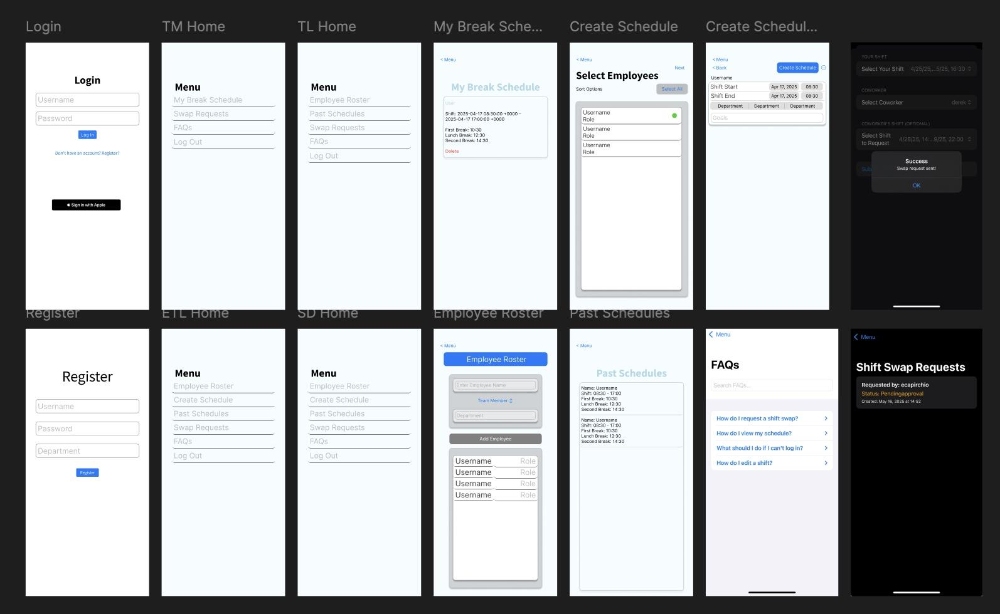 Login
Login
Username
Password
Log In
Don't have an account? Register?
Sign in with Apple
TM Home
Menu
My Break Schedule
Swap Requests
FAQs
Log Out
TL Home
Menu
Employee Roster
Past Schedules
Swap Requests
FAQs
Log Out
My Break Sche...
< Menu
My Break Schedule
User
Shift: 2025-04-17 08:30:00 +0000 -
2025-04-17 17:00:00 +0000
First Break: 10:30
Lunch Break: 12:30
Second Break: 14:30
Delete
Create Schedule
< Menu
Next
Select Employees
Sort Options
Select All
Username
Role
Username
Role
Username
Role
Create Schedul...
< Menu
< Back
Create Schedule
Username
Shift Start Apr 17, 2025 08:30
Shift End Apr 17, 2025 08:30
Department Department Department
Goals
YOUR SHIFT
Select Your Shift 4/25/25,...5/25, 16:30
COWORKER
Select Coworker derek
COWORKER'S SHIFT (OPTIONAL)
Select Shift
to Request 4/28/25, 14:...9/25, 22:00
Sub
Success
Swap request sent!
OK
Register
Register
Username
Password
Department
Register
ETL Home
Menu
Employee Roster
Create Schedule
Past Schedules
Swap Requests
FAQs
Log Out
SD Home
Menu
Employee Roster
Create Schedule
Past Schedules
Swap Requests
FAQs
Log Out
Employee Roster
< Menu
Employee Roster
Enter Employee Name
Team Member
Department
Add Employee
Username Role
Username Role
Username Role
Username Role
Past Schedules
< Menu
Past Schedules
Name: Username
Shift: 08:30 - 17:00
First Break: 10:30
Lunch Break: 12:30
Second Break: 14:30
Name: Username
Shift: 08:30 - 17:00
First Break: 10:30
Lunch Break: 12:30
Second Break: 14:30
Menu
FAQs
Search FAQs...
How do I request a shift swap?
How do I view my schedule?
What should I do if I can't log in?
How do I edit a shift?
Menu
Shift Swap Requests
Requested by: ecapirchio
Status: Pendingapproval
Created: May 16, 2025 at 14:52